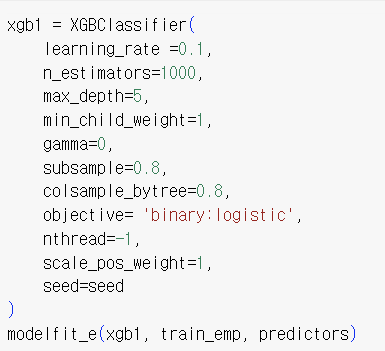 xgb1 = XGBClassifier(
    learning_rate =0.1,
    n_estimators=1000,
    max_depth=5,
    min_child_weight=1,
    gamma=0,
    subsample=0.8,
    colsample_bytree=0.8,
    objective= 'binary:logistic',
    nthread=-1,
    scale_pos_weight=1,
    seed=seed
)
modelfit_e(xgb1, train_emp, predictors)